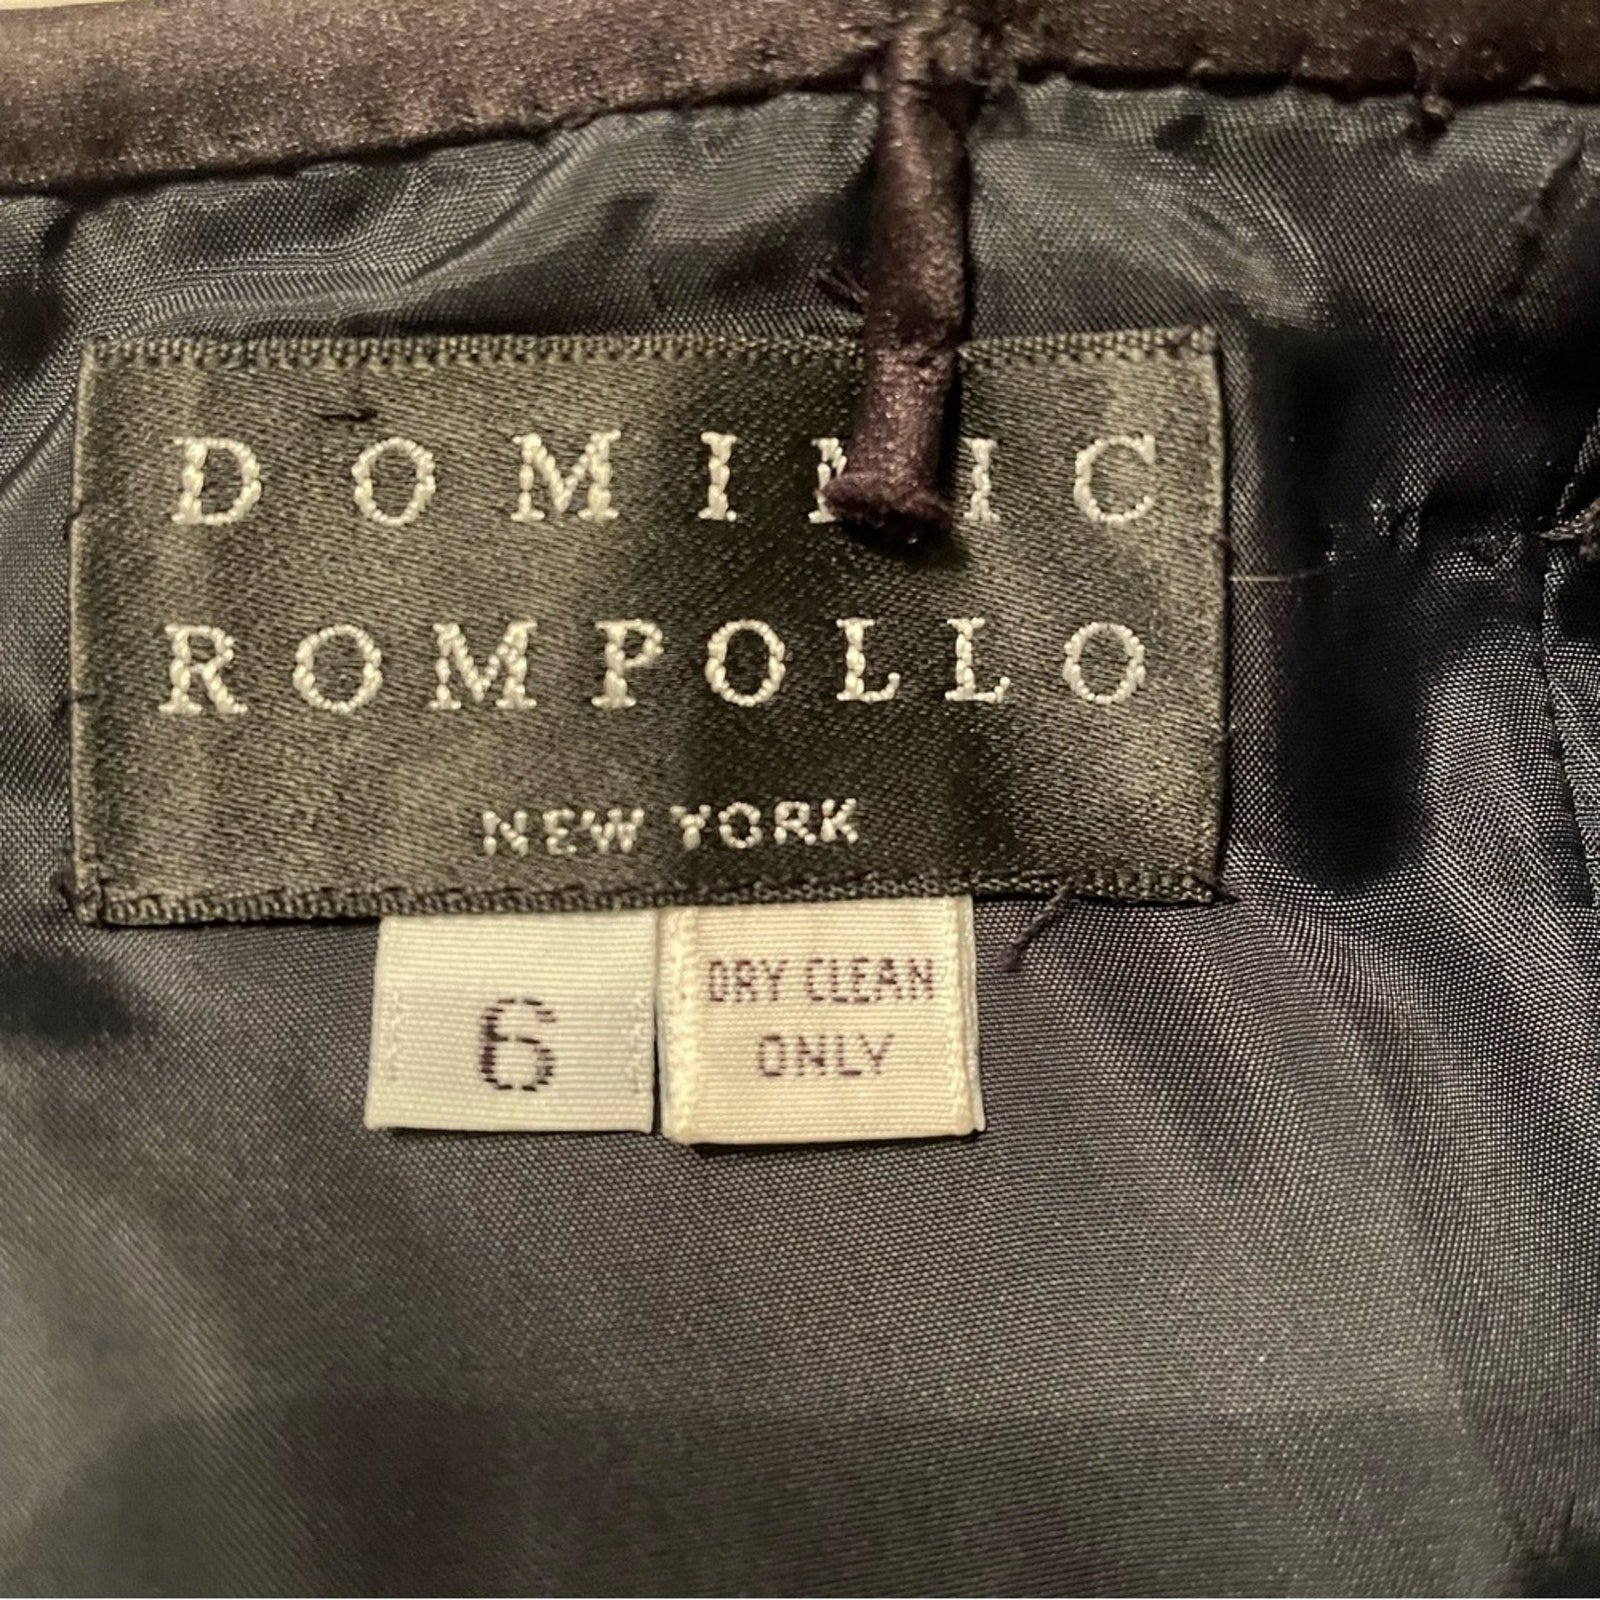 DOMINIC
ROMPOLLO
NEW YORK
6
DRY CLEAN
ONLY